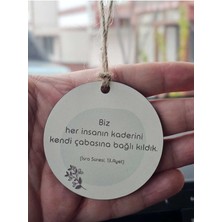 Biz
her insanın kaderini
kendi çabasına bağlı kıldık.
(İsra Suresi, 13.Ayet)